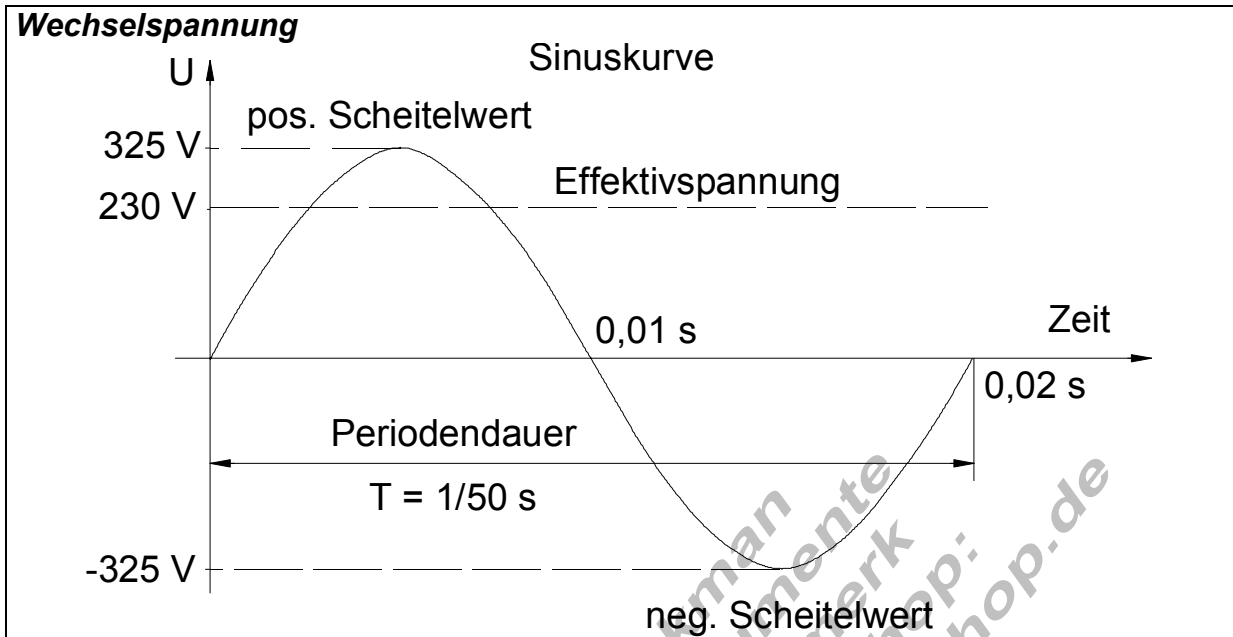 Wechselspannung
Sinuskurve
U
pos. Scheitelwert
325 V
Effektivspannung
230 V
0,01 s
Zeit
0,02 s
Periodendauer
T = 1/50 s
-325 V
neg. Scheitelwert